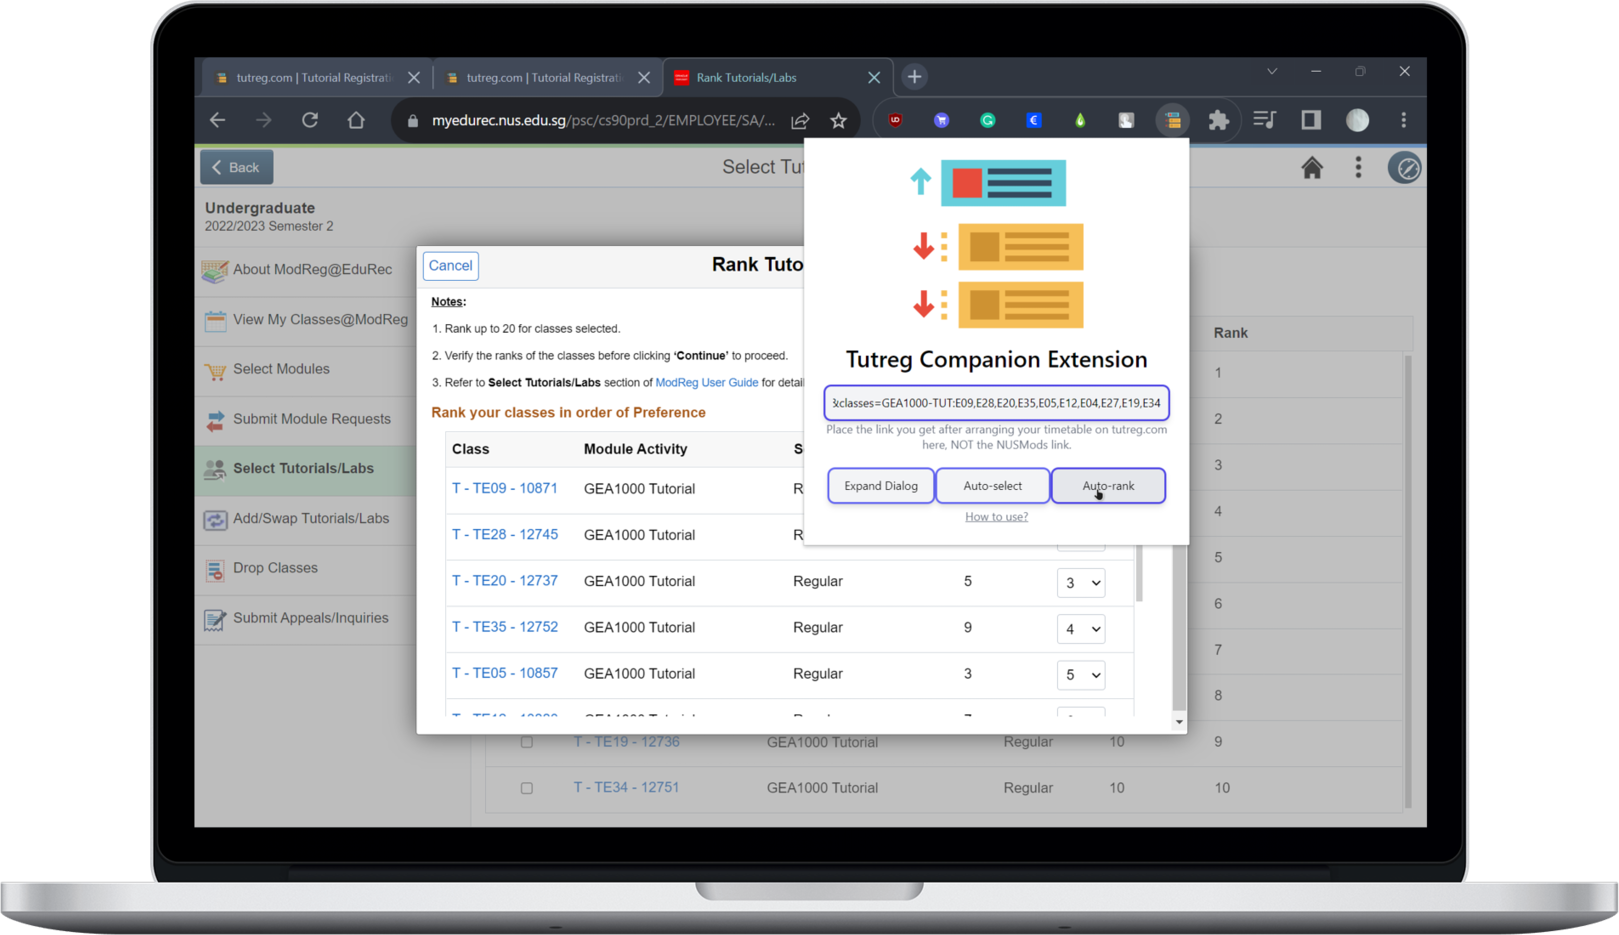 tutreg.com | Tutorial Registrati
tutreg.com | Tutorial Registrati
Rank Tutorials/Labs
myedurec.nus.edu.sg/psc/cs90prd_2/EMPLOYEE/SA/...
Back
Select Tut
Undergraduate
2022/2023 Semester 2
About ModReg@EduRec
View My Classes@ModReg
Select Modules
Submit Module Requests
Select Tutorials/Labs
Add/Swap Tutorials/Labs
Drop Classes
Submit Appeals/Inquiries
Cancel
Rank Tuto
Notes:
1. Rank up to 20 for classes selected.
2. Verify the ranks of the classes before clicking ‘Continue’ to proceed.
3. Refer to Select Tutorials/Labs section of ModReg User Guide for detail
Rank your classes in order of Preference
Class Module Activity S
T - TE09 - 10871 GEA1000 Tutorial R
T - TE28 - 12745 GEA1000 Tutorial R
T - TE20 - 12737 GEA1000 Tutorial Regular 5 3
T - TE35 - 12752 GEA1000 Tutorial Regular 9 4
T - TE05 - 10857 GEA1000 Tutorial Regular 3 5
Tutreg Companion Extension
&classes=GEA1000-TUT:E09,E28,E20,E35,E05,E12,E04,E27,E19,E34
Place the link you get after arranging your timetable on tutreg.com
here, NOT the NUSMods link.
Expand Dialog Auto-select Auto-rank
How to use?
Rank
1
2
3
4
5
6
7
8
T - TE19 - 12736 GEA1000 Tutorial Regular 10 9
T - TE34 - 12751 GEA1000 Tutorial Regular 10 10